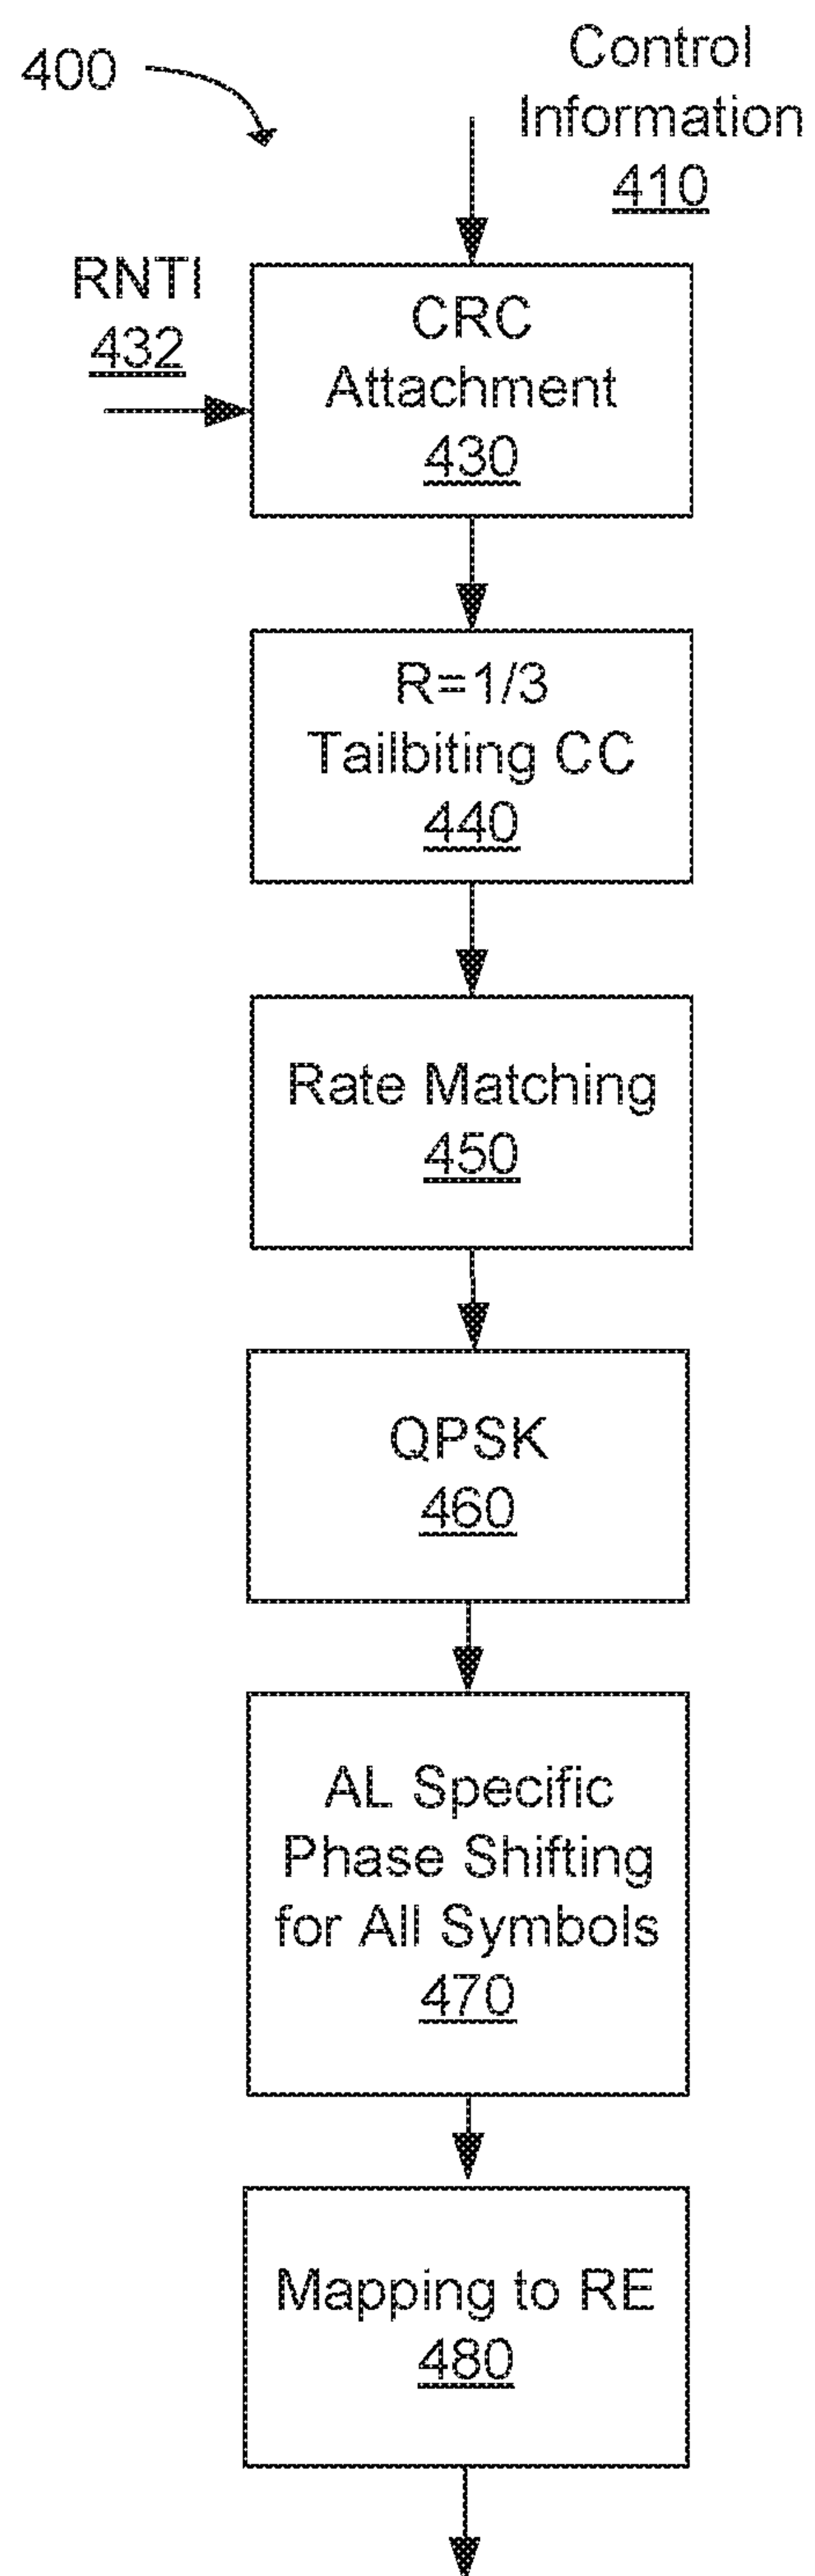 400
Control
Information
410
RNTI
432
CRC
Attachment
430
R=1/3
Tailbiting CC
440
Rate Matching
450
QPSK
460
AL Specific
Phase Shifting
for All Symbols
470
Mapping to RE
480